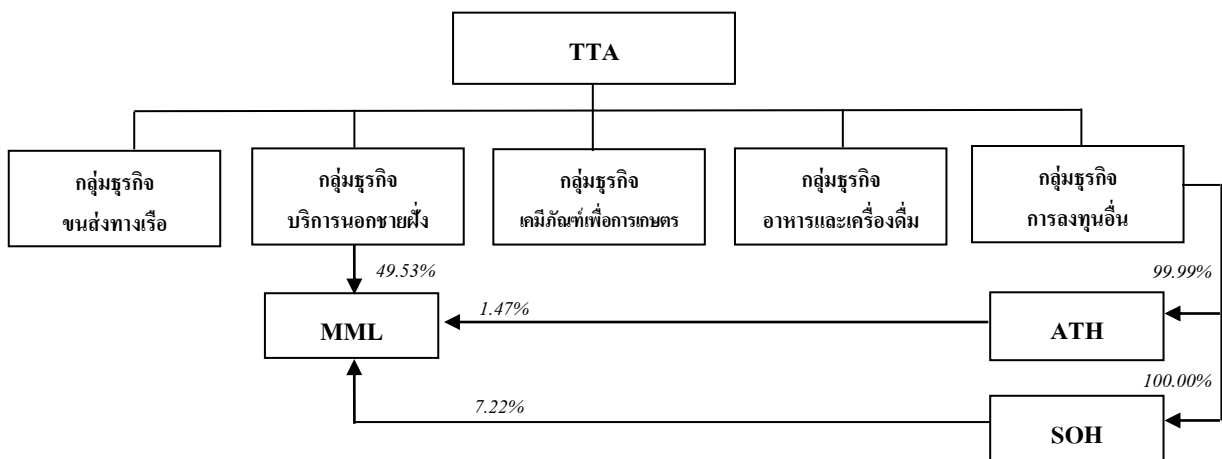 TTA
กลุ่มธุรกิจ
ขนส่งทางเรือ
กลุ่มธุรกิจ
บริการนอกชายฝั่ง
กลุ่มธุรกิจ
เคมีภัณฑ์เพื่อการเกษตร
กลุ่มธุรกิจ
อาหารและเครื่องดื่ม
กลุ่มธุรกิจ
การลงทุนอื่น
49.53%
99.99%
MML
1.47%
ATH
100.00%
7.22%
SOH